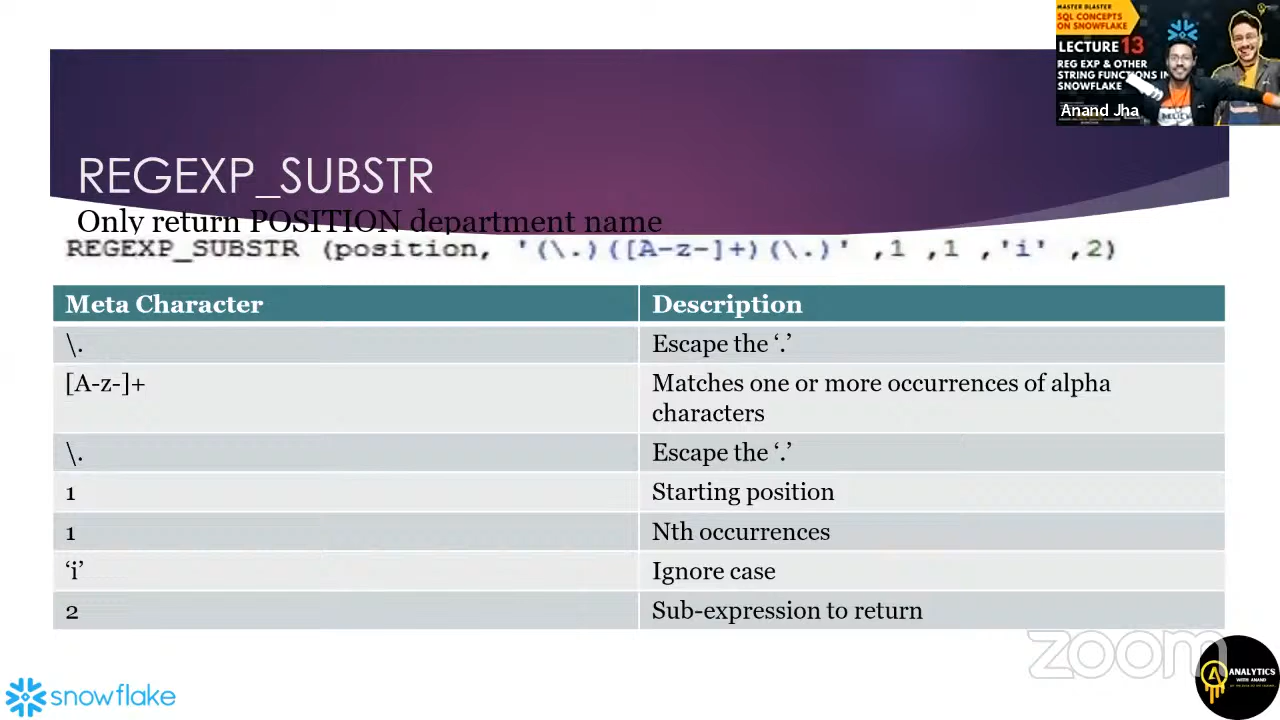 MASTER BLASTER
SQL CONCEPTS
ON SNOWFLAKE
LECTURE 13
REG EXP & OTHER
STRING FUNCTIONS IN
SNOWFLAKE
Anand Jha
REGEXP_SUBSTR
Only return POSITION department name
REGEXP_SUBSTR (position, '(\.)([A-z-]+)(\.)' ,1 ,1 ,'i' ,2)
Meta Character Description
\. Escape the ‘.’
[A-z-]+ Matches one or more occurrences of alpha
characters
\. Escape the ‘.’
1 Starting position
1 Nth occurrences
‘i’ Ignore case
2 Sub-expression to return
zoom
snowflake
ANALYTICS
WITH ANAND